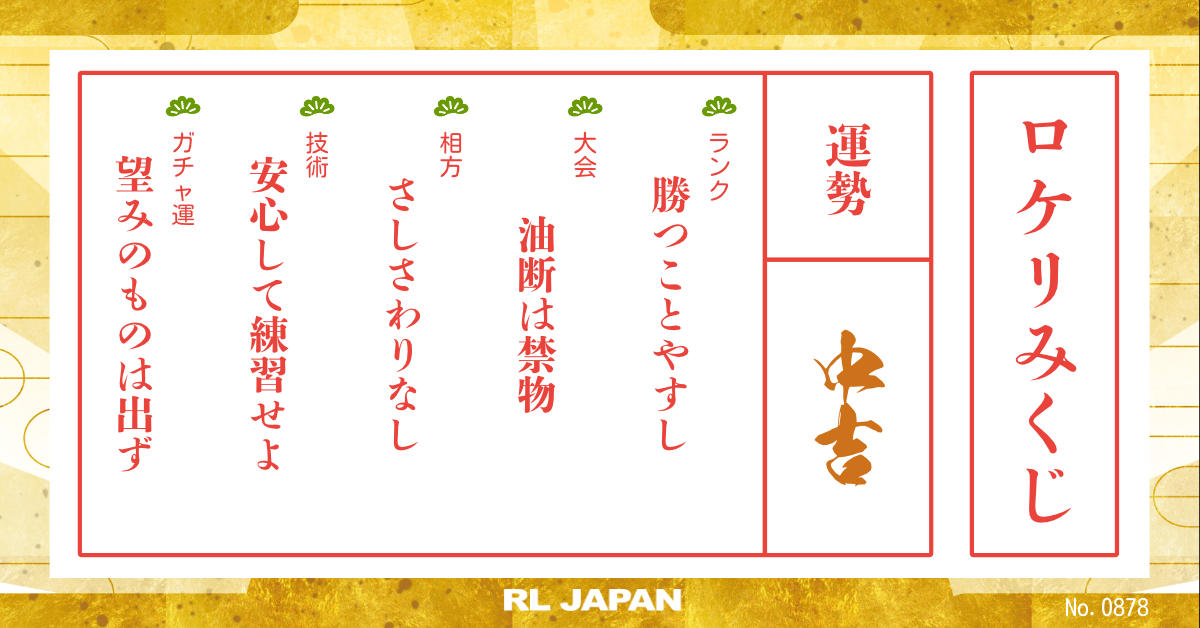 ロケリみくじ
運勢
中吉
ランク
勝つことやすし
大会
油断は禁物
相方
さしさわりなし
技術
安心して練習せよ
ガチャ運
望みのものは出ず
RL JAPAN
No. 0878